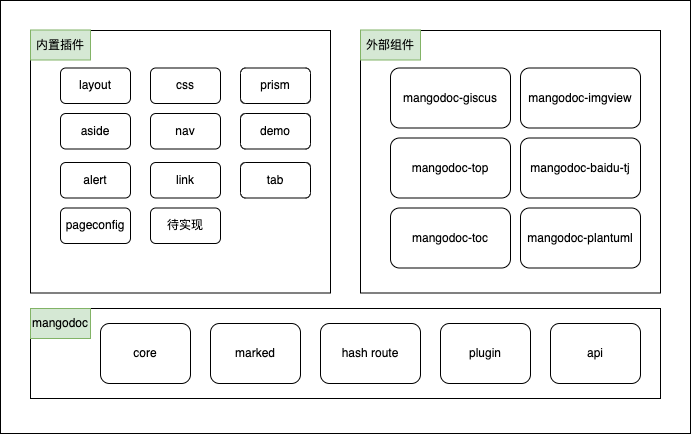 内置插件
layout
css
prism
aside
nav
demo
alert
link
tab
pageconfig
待实现
外部组件
mangodoc-giscus
mangodoc-imgview
mangodoc-top
mangodoc-baidu-tj
mangodoc-toc
mangodoc-plantuml
mangodoc
core
marked
hash route
plugin
api